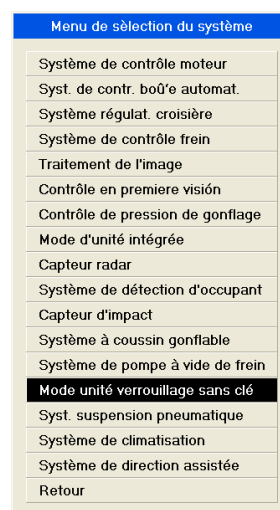 Menu de sèlection du système
Système de contrôle moteur
Syst. de contr. boû'e automat.
Système régulat. croisière
Système de contrôle frein
Traitement de l'image
Contrôle en premiere visión
Contrôle de pression de gonflage
Mode d'unité intégrée
Capteur radar
Système de détection d'occupant
Capteur d'impact
Système à coussin gonflable
Système de pompe à vide de frein
Mode unité verrouillage sans clé
Syst. suspension pneumatique
Système de climatisation
Système de direction assistée
Retour